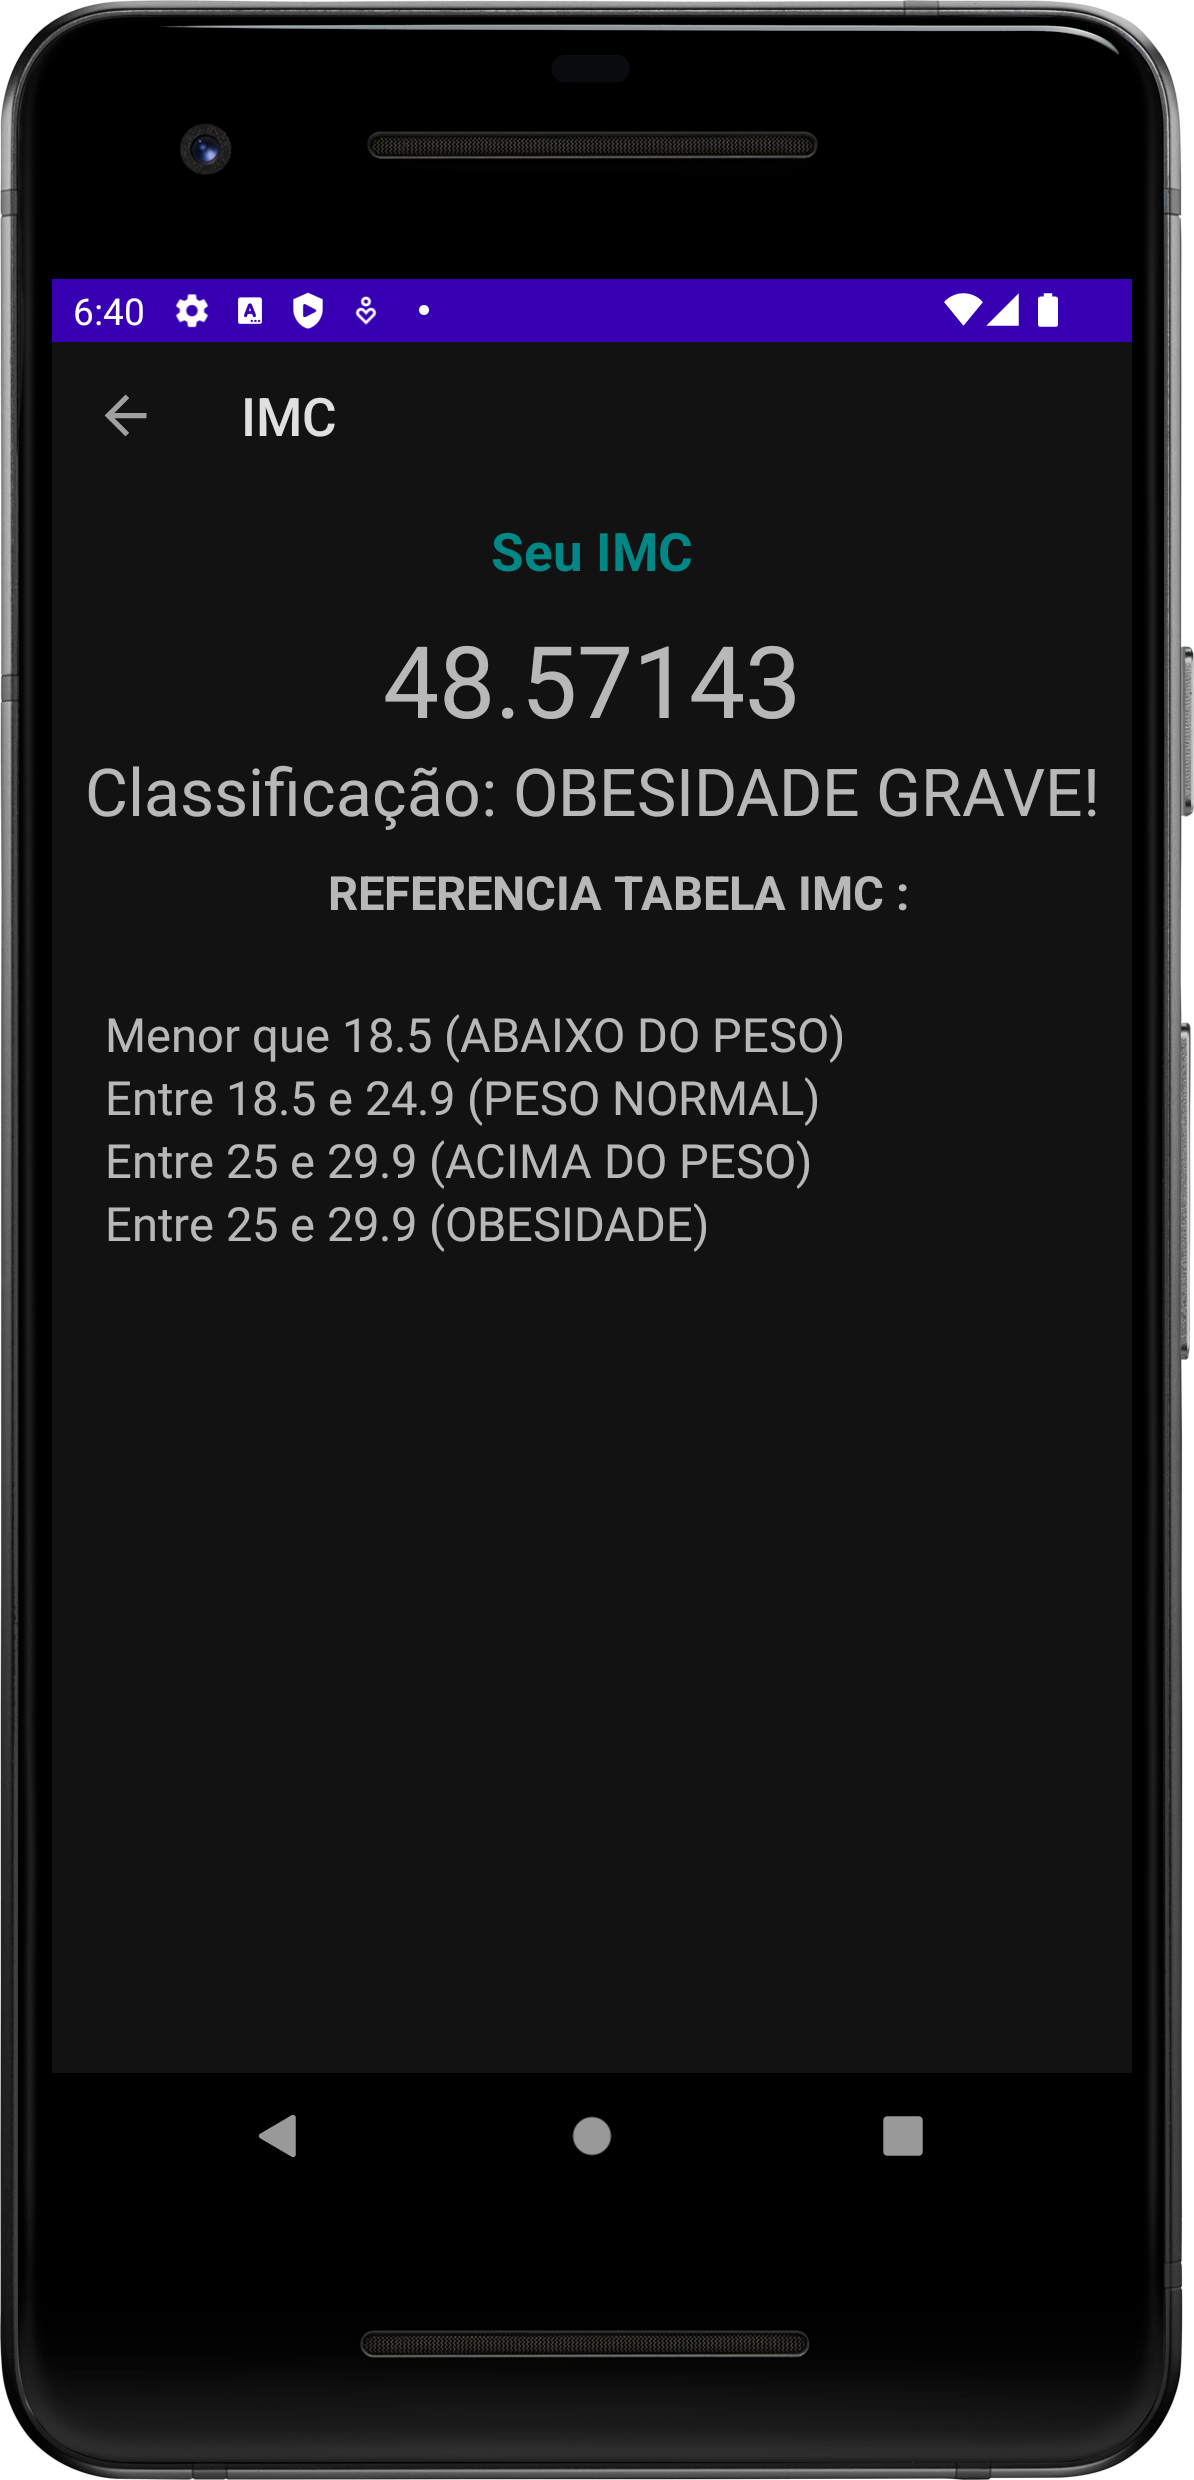 6:40
IMC
Seu IMC
48.57143
Classificação: OBESIDADE GRAVE!
REFERENCIA TABELA IMC :
Menor que 18.5 (ABAIXO DO PESO)
Entre 18.5 e 24.9 (PESO NORMAL)
Entre 25 e 29.9 (ACIMA DO PESO)
Entre 25 e 29.9 (OBESIDADE)